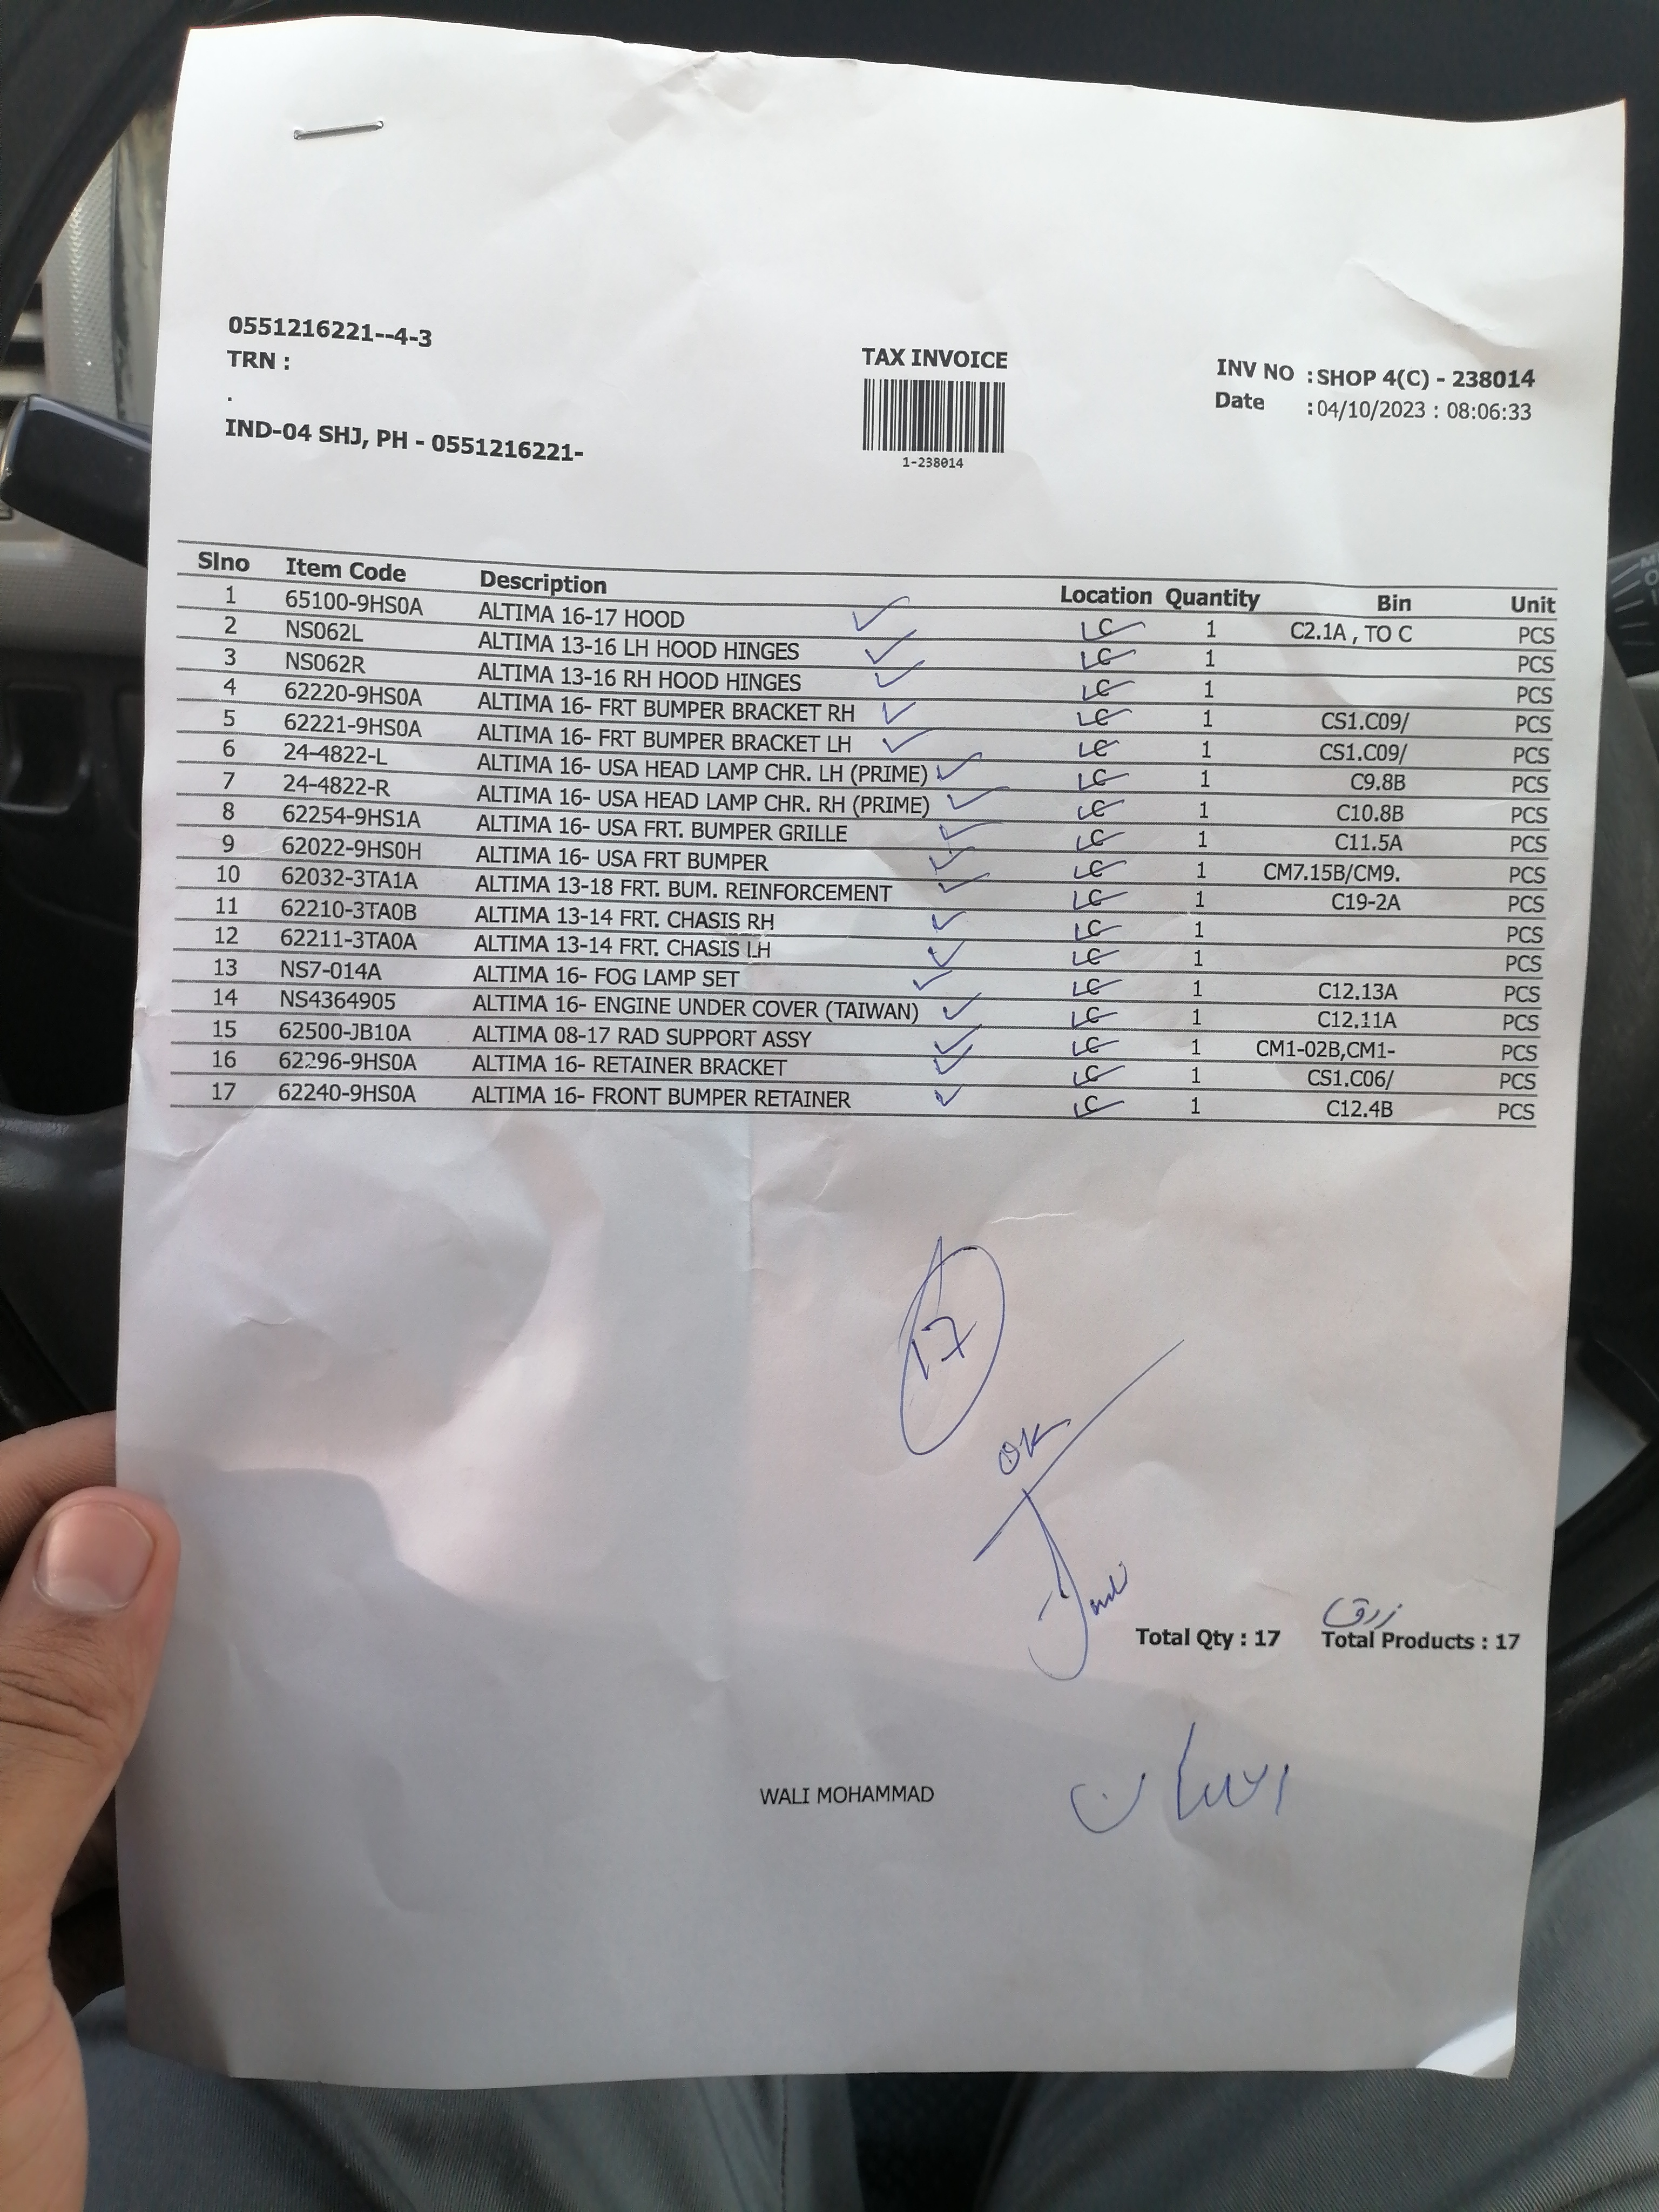 0551216221--4-3
TRN :
.
IND-04 SHJ, PH - 0551216221-
TAX INVOICE
1-238014
INV NO : SHOP 4(C) - 238014
Date : 04/10/2023 : 08:06:33
Slno Item Code Description Location Quantity Bin Unit
1 65100-9HS0A ALTIMA 16-17 HOOD LC 1 C2.1A , TO C PCS
2 NS062L ALTIMA 13-16 LH HOOD HINGES LC 1 PCS
3 NS062R ALTIMA 13-16 RH HOOD HINGES LC 1 PCS
4 62220-9HS0A ALTIMA 16- FRT BUMPER BRACKET RH LC 1 CS1.C09/ PCS
5 62221-9HS0A ALTIMA 16- FRT BUMPER BRACKET LH LC 1 CS1.C09/ PCS
6 24-4822-L ALTIMA 16- USA HEAD LAMP CHR. LH (PRIME) LC 1 C9.8B PCS
7 24-4822-R ALTIMA 16- USA HEAD LAMP CHR. RH (PRIME) LC 1 C10.8B PCS
8 62254-9HS1A ALTIMA 16- USA FRT. BUMPER GRILLE LC 1 C11.5A PCS
9 62022-9HS0H ALTIMA 16- USA FRT BUMPER LC 1 CM7.15B/CM9. PCS
10 62032-3TA1A ALTIMA 13-18 FRT. BUM. REINFORCEMENT LC 1 C19-2A PCS
11 62210-3TA0B ALTIMA 13-14 FRT. CHASIS RH LC 1 PCS
12 62211-3TA0A ALTIMA 13-14 FRT. CHASIS LH LC 1 PCS
13 NS7-014A ALTIMA 16- FOG LAMP SET LC 1 C12.13A PCS
14 NS4364905 ALTIMA 16- ENGINE UNDER COVER (TAIWAN) LC 1 C12.11A PCS
15 62500-JB10A ALTIMA 08-17 RAD SUPPORT ASSY LC 1 CM1-02B,CM1- PCS
16 62296-9HS0A ALTIMA 16- RETAINER BRACKET LC 1 CS1.C06/ PCS
17 62240-9HS0A ALTIMA 16- FRONT BUMPER RETAINER LC 1 C12.4B PCS
17
OK
زرق
Total Qty : 17 Total Products : 17
WALI MOHAMMAD